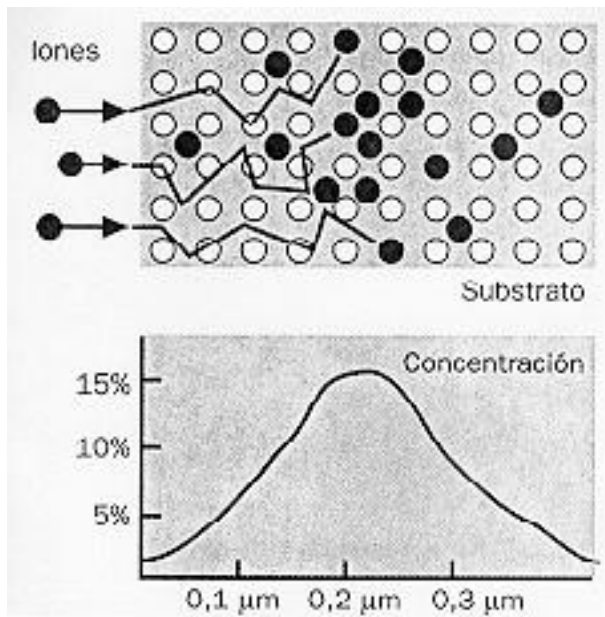 Iones
Substrato
Concentración
15%
10%
5%
0,1 µm 0,2 µm 0,3 µm